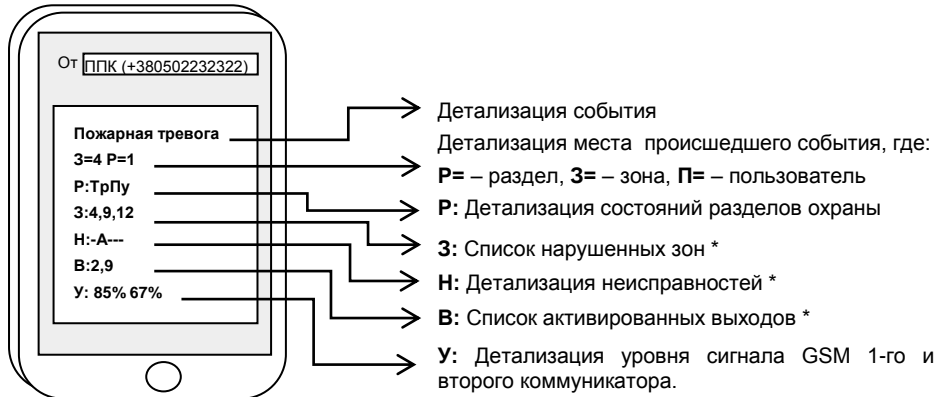 От ППК (+380502232322)
Пожарная тревога
З=4 Р=1
Р:ТрПу
З:4,9,12
Н:-А---
В:2,9
У: 85% 67%
Детализация события
Детализация места происшедшего события, где:
Р= – раздел, З= – зона, П= – пользователь
Р: Детализация состояний разделов охраны
З: Список нарушенных зон *
Н: Детализация неисправностей *
В: Список активированных выходов *
У: Детализация уровня сигнала GSM 1-го и
второго коммуникатора.